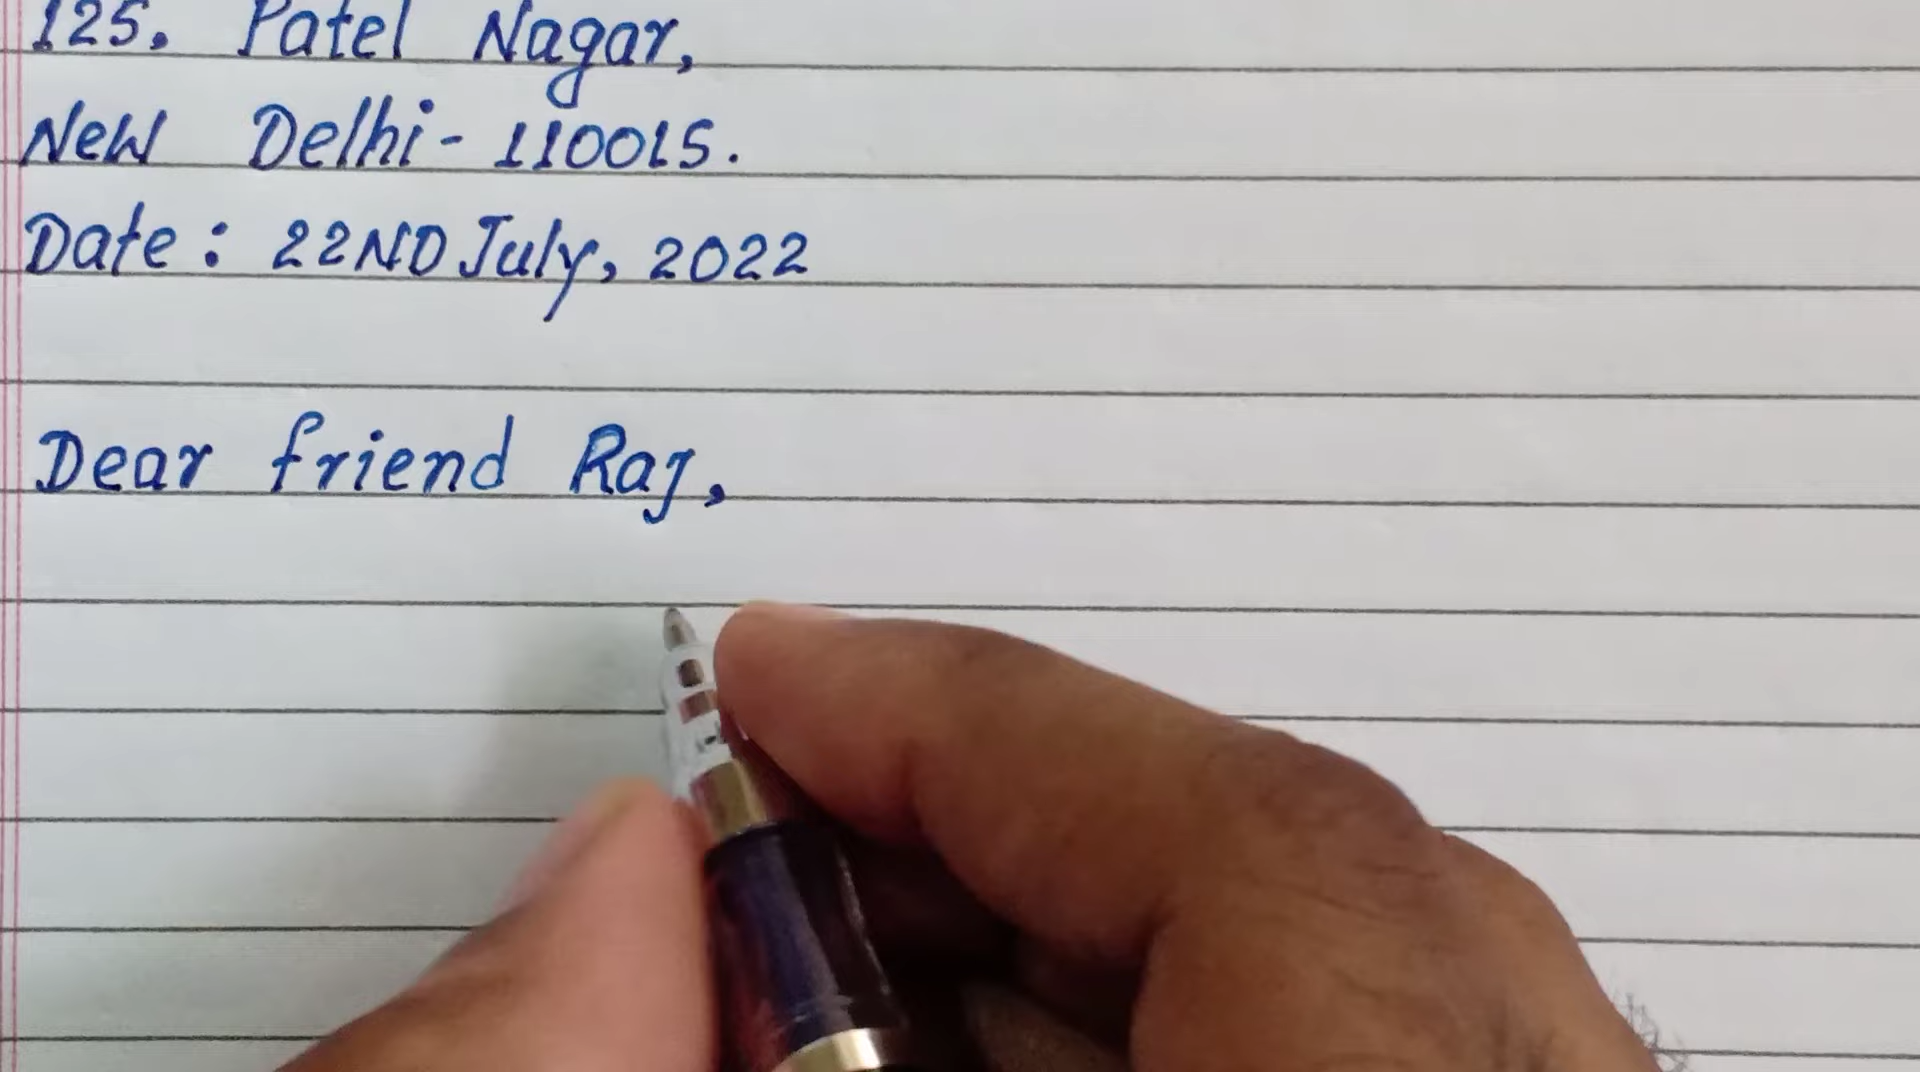 125, Patel Nagar,
New Delhi- 110015.
Date: 22ND July, 2022
Dear friend Raj,